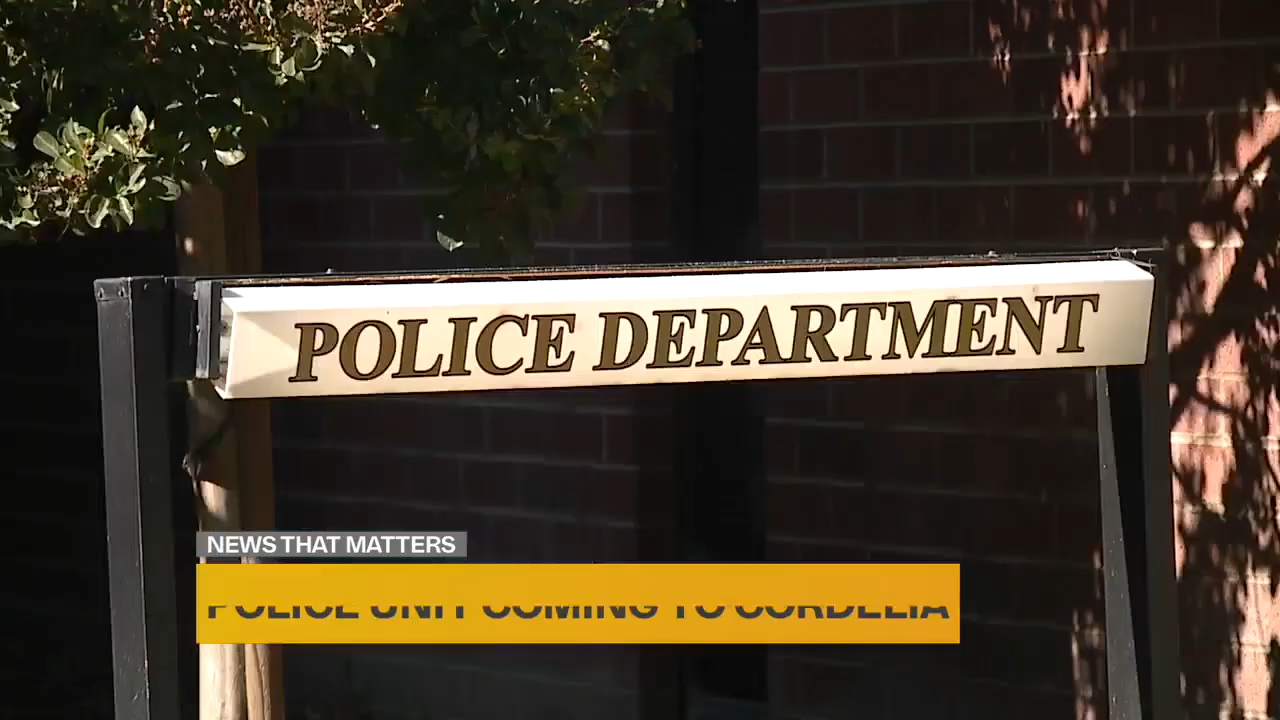 POLICE DEPARTMENT
NEWS THAT MATTERS
POLICE UNIT COMING TO CORDELIA